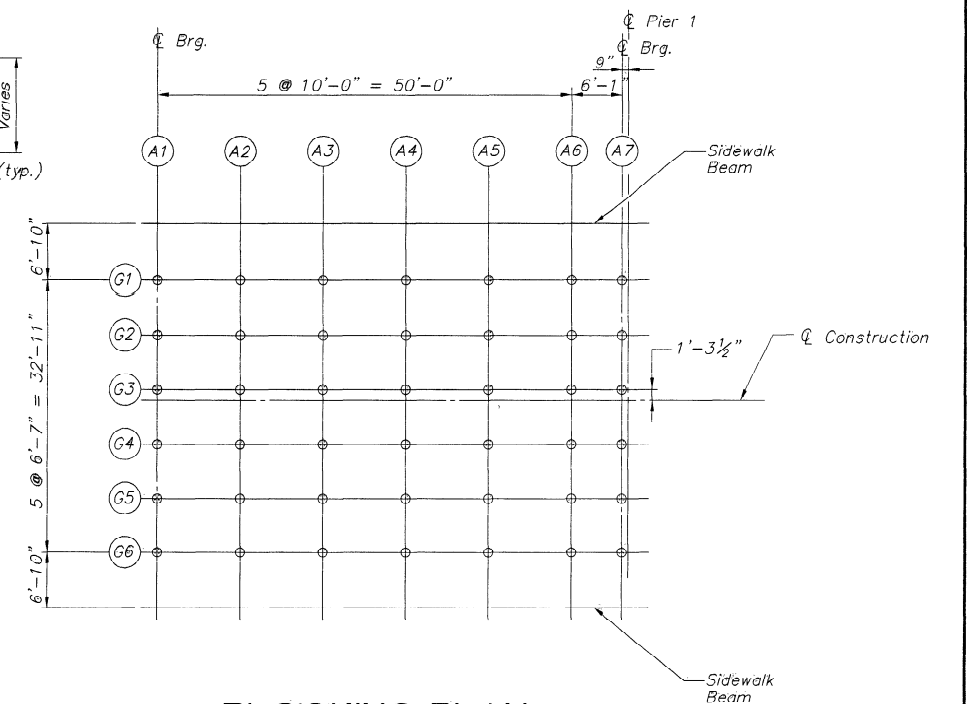 ℄ Pier 1
℄ Brg.
℄ Brg.
9"
5 @ 10'-0" = 50'-0"
6'-1"
Varies
(typ.)
A1
A2
A3
A4
A5
A6
A7
Sidewalk
Beam
6'-10"
G1
G2
G3
G4
G5
G6
5 @ 6'-7" = 32'-11"
1'-3½"
℄ Construction
6'-10"
Sidewalk
Beam